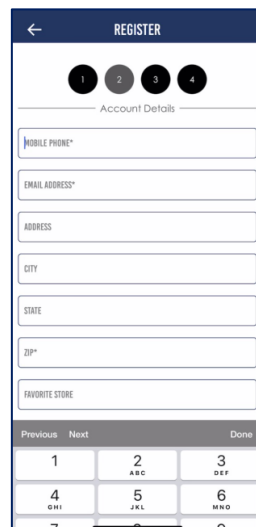 REGISTER
1 2 3 4
Account Details
MOBILE PHONE*
EMAIL ADDRESS*
ADDRESS
CITY
STATE
ZIP*
FAVORITE STORE
Previous Next Done
1 2 3
ABC DEF
4 5 6
GHI JKL MNO